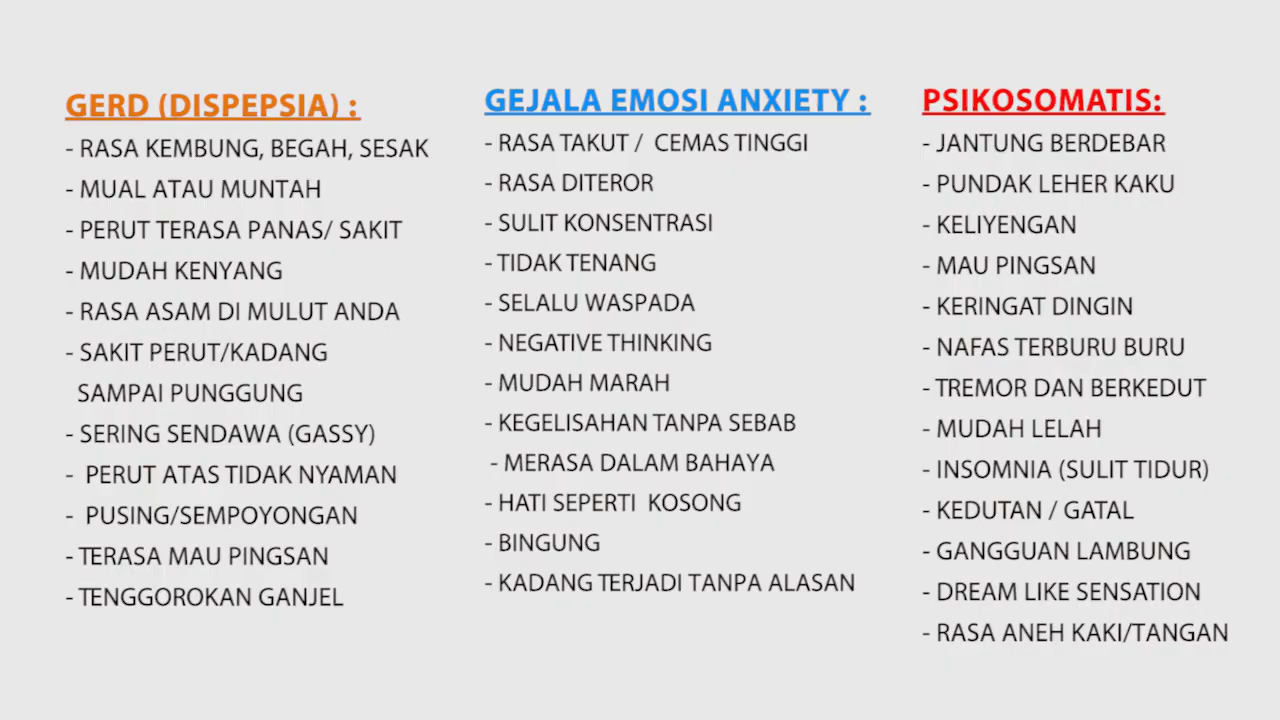 GERD (DISPEPSIA) :
- RASA KEMBUNG, BEGAH, SESAK
- MUAL ATAU MUNTAH
- PERUT TERASA PANAS/ SAKIT
- MUDAH KENYANG
- RASA ASAM DI MULUT ANDA
- SAKIT PERUT/KADANG
SAMPAI PUNGGUNG
- SERING SENDAWA (GASSY)
- PERUT ATAS TIDAK NYAMAN
- PUSING/SEMPOYONGAN
- TERASA MAU PINGSAN
- TENGGOROKAN GANJEL
GEJALA EMOSI ANXIETY :
- RASA TAKUT / CEMAS TINGGI
- RASA DITEROR
- SULIT KONSENTRASI
- TIDAK TENANG
- SELALU WASPADA
- NEGATIVE THINKING
- MUDAH MARAH
- KEGELISAHAN TANPA SEBAB
- MERASA DALAM BAHAYA
- HATI SEPERTI KOSONG
- BINGUNG
- KADANG TERJADI TANPA ALASAN
PSIKOSOMATIS:
- JANTUNG BERDEBAR
- PUNDAK LEHER KAKU
- KELIYENGAN
- MAU PINGSAN
- KERINGAT DINGIN
- NAFAS TERBURU BURU
- TREMOR DAN BERKEDUT
- MUDAH LELAH
- INSOMNIA (SULIT TIDUR)
- KEDUTAN / GATAL
- GANGGUAN LAMBUNG
- DREAM LIKE SENSATION
- RASA ANEH KAKI/TANGAN